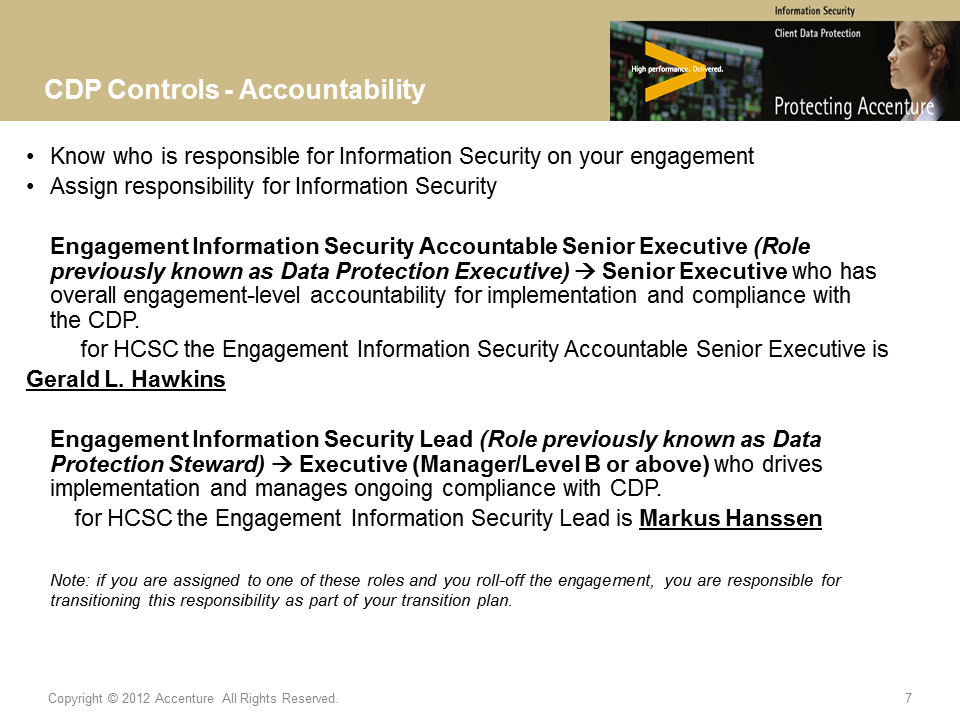 Information Security
Client Data Protection
High performance. Delivered.
Protecting Accenture
CDP Controls - Accountability
• Know who is responsible for Information Security on your engagement
• Assign responsibility for Information Security
Engagement Information Security Accountable Senior Executive (Role
previously known as Data Protection Executive) → Senior Executive who has
overall engagement-level accountability for implementation and compliance with
the CDP.
for HCSC the Engagement Information Security Accountable Senior Executive is
Gerald L. Hawkins
Engagement Information Security Lead (Role previously known as Data
Protection Steward) → Executive (Manager/Level B or above) who drives
implementation and manages ongoing compliance with CDP.
for HCSC the Engagement Information Security Lead is Markus Hanssen
Note: if you are assigned to one of these roles and you roll-off the engagement, you are responsible for
transitioning this responsibility as part of your transition plan.
Copyright © 2012 Accenture All Rights Reserved.
7